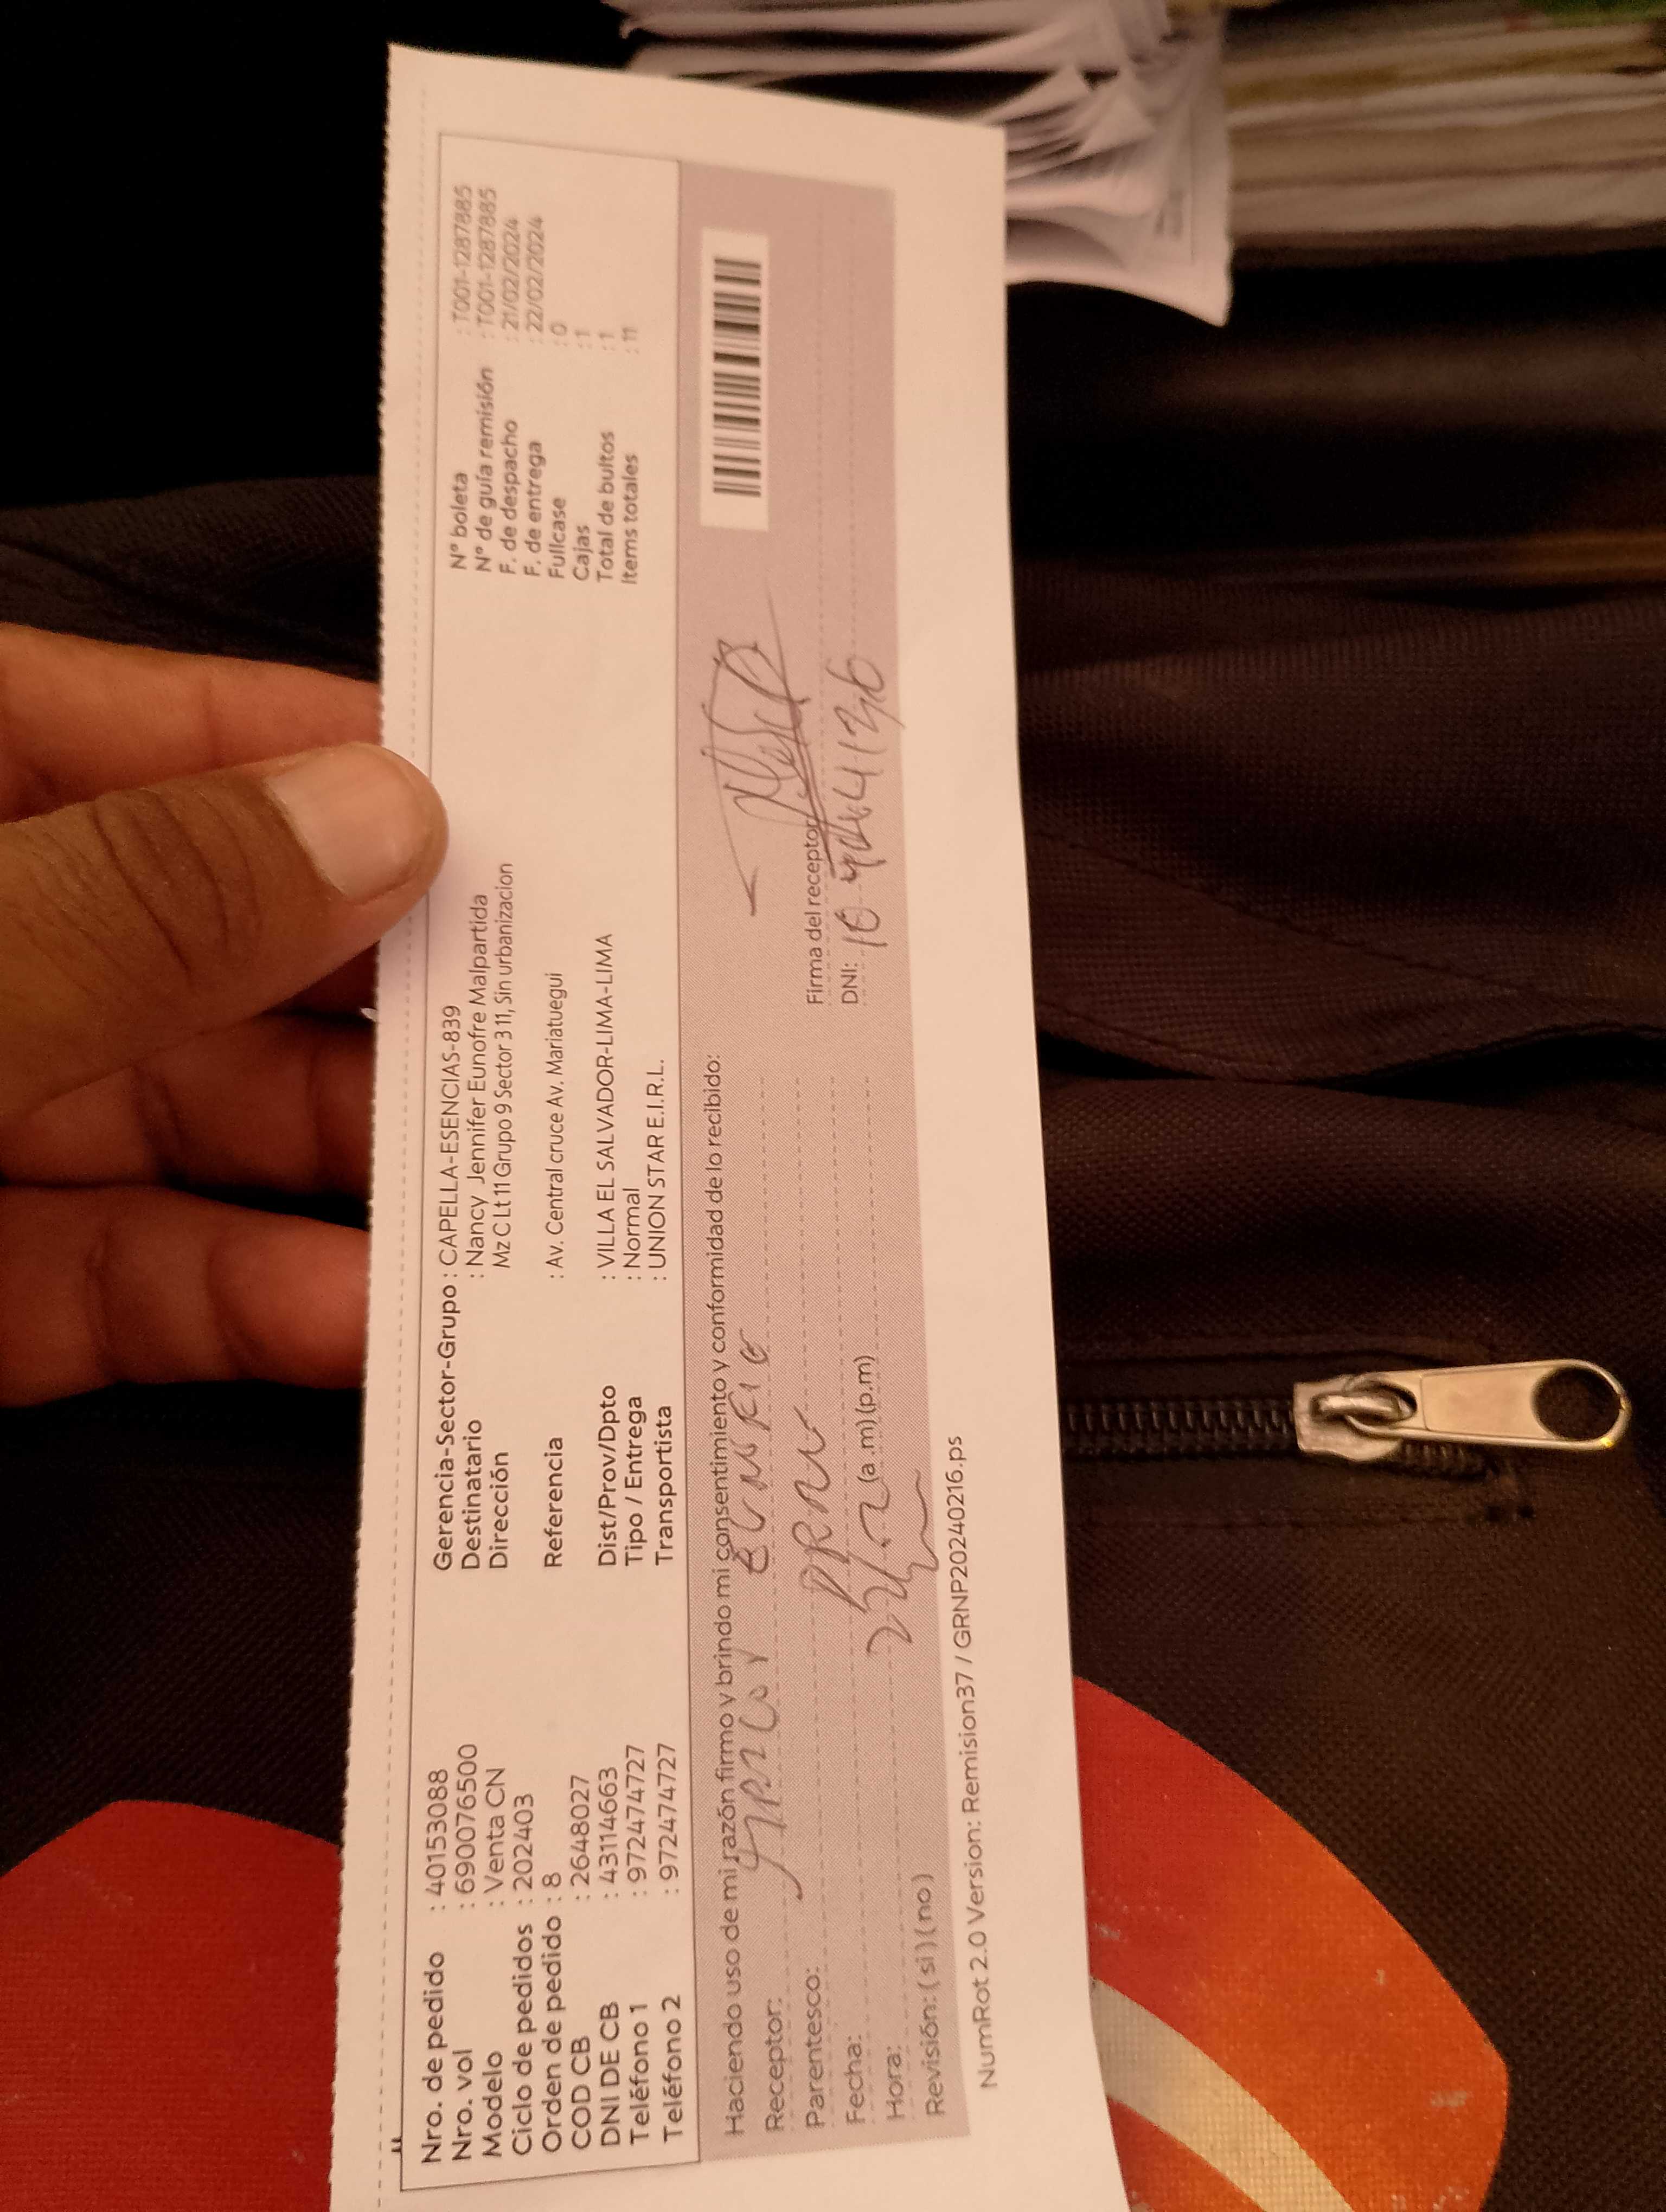 Nro. de pedido : 401530880
Nro. vol : 6900765000
Modelo : Venta CN
Ciclo de pedidos : 202403
Orden de pedido : 8
COD CB : 2648027
DNI DE CB : 43114663
Teléfono 1 : 972474727
Teléfono 2 : 972474727
Gerencia-Sector-Grupo : CAPELLA-ESENCIAS-839
Destinatario : Nancy Jennifer Eunofre Malpartida
Dirección Mz C Lt 11 Grupo 9 Sector 3 11, Sin urbanizacion
Referencia : Av. Central cruce Av. Mariatuegui
Dist/Prov/Dpto : VILLA EL SALVADOR-LIMA-LIMA
Tipo / Entrega : Normal
Transportista : UNION STAR E.I.R.L.
N° boleta : T001-1287885
N° de guía remisión : T001-1287885
F. de despacho : 21/02/2024
F. de entrega : 22/02/2024
Fullcase : 0
Cajas : 1
Total de bultos : 1
Items totales : 11
Haciendo uso de mi razón firmo y brindo mi consentimiento y conformidad de lo recibido:
Receptor:
Parentesco:
Fecha:
Hora: (a.m)(p.m)
Revisión: (si)(no)
Firma del receptor
DNI:
NumRot 2.0 Version: Remision37 / GRNP20240216.ps